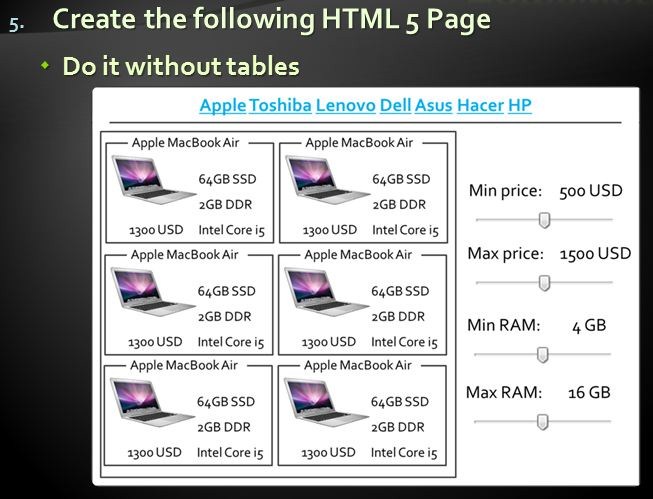 5. Create the following HTML 5 Page
Do it without tables
Apple Toshiba Lenovo Dell Asus Hacer HP
Apple MacBook Air
64GB SSD
2GB DDR
1300 USD Intel Core i5
Apple MacBook Air
64GB SSD
2GB DDR
1300 USD Intel Core i5
Apple MacBook Air
64GB SSD
2GB DDR
1300 USD Intel Core i5
Apple MacBook Air
64GB SSD
2GB DDR
1300 USD Intel Core i5
Apple MacBook Air
64GB SSD
2GB DDR
1300 USD Intel Core i5
Apple MacBook Air
64GB SSD
2GB DDR
1300 USD Intel Core i5
Min price: 500 USD
Max price: 1500 USD
Min RAM: 4 GB
Max RAM: 16 GB